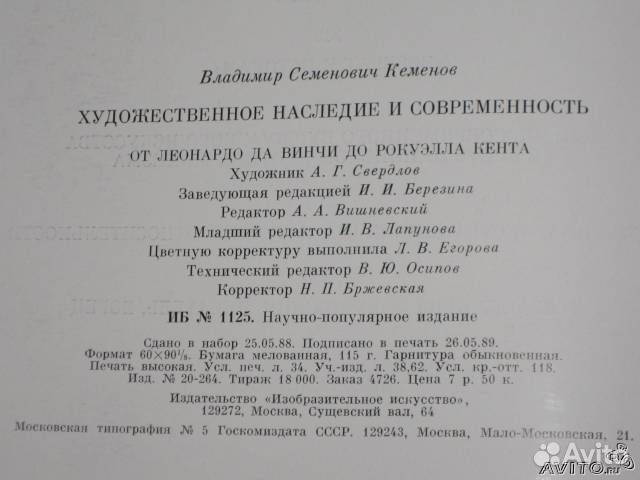 Владимир Семенович Кеменов
ХУДОЖЕСТВЕННОЕ НАСЛЕДИЕ И СОВРЕМЕННОСТЬ
ОТ ЛЕОНАРДО ДА ВИНЧИ ДО РОКУЭЛЛА КЕНТА
Художник А. Г. Свердлов
Заведующая редакцией И. И. Березина
Редактор А. А. Вишневский
Младший редактор И. В. Лапунова
Цветную корректуру выполнила Л. В. Егорова
Технический редактор В. Ю. Осипов
Корректор Н. П. Бржевская
ИБ № 1125. Научно-популярное издание
Сдано в набор 25.05.88. Подписано в печать 26.05.89.
Формат 60×90⅛. Бумага мелованная, 115 г. Гарнитура обыкновенная.
Печать высокая. Усл. печ. л. 34. Уч.-изд. л. 38,62. Усл. кр.-отт. 118.
Изд. № 20-264. Тираж 18 000. Заказ 4726. Цена 7 р. 50 к.
Издательство «Изобразительное искусство»,
129272, Москва, Сущевский вал, 64
Московская типография № 5 Госкомиздата СССР. 129243, Москва, Мало-Московская, 21.
Avito
AVITO.RU